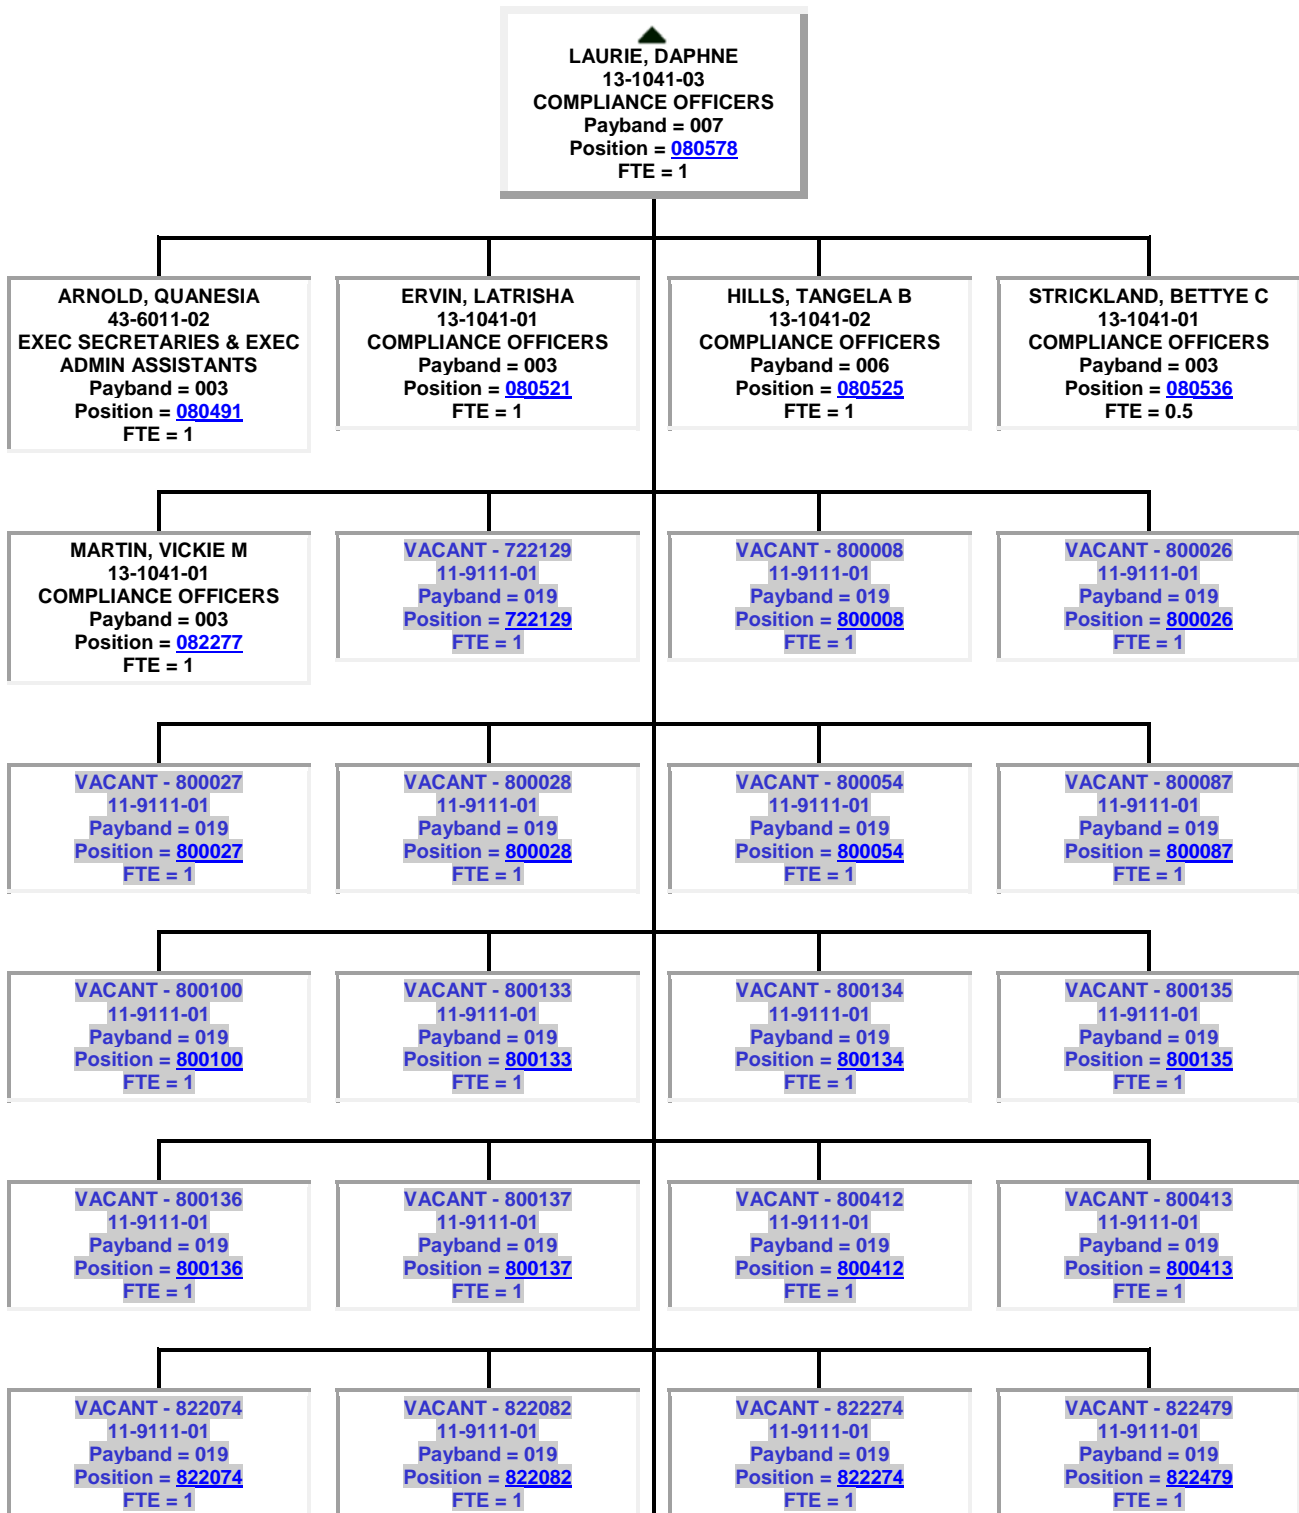 LAURIE, DAPHNE
13-1041-03
COMPLIANCE OFFICERS
Payband = 007
Position = 080578
FTE = 1
ARNOLD, QUANESIA
43-6011-02
EXEC SECRETARIES & EXEC
ADMIN ASSISTANTS
Payband = 003
Position = 080491
FTE = 1
ERVIN, LATRISHA
13-1041-01
COMPLIANCE OFFICERS
Payband = 003
Position = 080521
FTE = 1
HILLS, TANGELA B
13-1041-02
COMPLIANCE OFFICERS
Payband = 006
Position = 080525
FTE = 1
STRICKLAND, BETTYE C
13-1041-01
COMPLIANCE OFFICERS
Payband = 003
Position = 080536
FTE = 0.5
MARTIN, VICKIE M
13-1041-01
COMPLIANCE OFFICERS
Payband = 003
Position = 082277
FTE = 1
VACANT - 722129
11-9111-01
Payband = 019
Position = 722129
FTE = 1
VACANT - 800008
11-9111-01
Payband = 019
Position = 800008
FTE = 1
VACANT - 800026
11-9111-01
Payband = 019
Position = 800026
FTE = 1
VACANT - 800027
11-9111-01
Payband = 019
Position = 800027
FTE = 1
VACANT - 800028
11-9111-01
Payband = 019
Position = 800028
FTE = 1
VACANT - 800054
11-9111-01
Payband = 019
Position = 800054
FTE = 1
VACANT - 800087
11-9111-01
Payband = 019
Position = 800087
FTE = 1
VACANT - 800100
11-9111-01
Payband = 019
Position = 800100
FTE = 1
VACANT - 800133
11-9111-01
Payband = 019
Position = 800133
FTE = 1
VACANT - 800134
11-9111-01
Payband = 019
Position = 800134
FTE = 1
VACANT - 800135
11-9111-01
Payband = 019
Position = 800135
FTE = 1
VACANT - 800136
11-9111-01
Payband = 019
Position = 800136
FTE = 1
VACANT - 800137
11-9111-01
Payband = 019
Position = 800137
FTE = 1
VACANT - 800412
11-9111-01
Payband = 019
Position = 800412
FTE = 1
VACANT - 800413
11-9111-01
Payband = 019
Position = 800413
FTE = 1
VACANT - 822074
11-9111-01
Payband = 019
Position = 822074
FTE = 1
VACANT - 822082
11-9111-01
Payband = 019
Position = 822082
FTE = 1
VACANT - 822274
11-9111-01
Payband = 019
Position = 822274
FTE = 1
VACANT - 822479
11-9111-01
Payband = 019
Position = 822479
FTE = 1